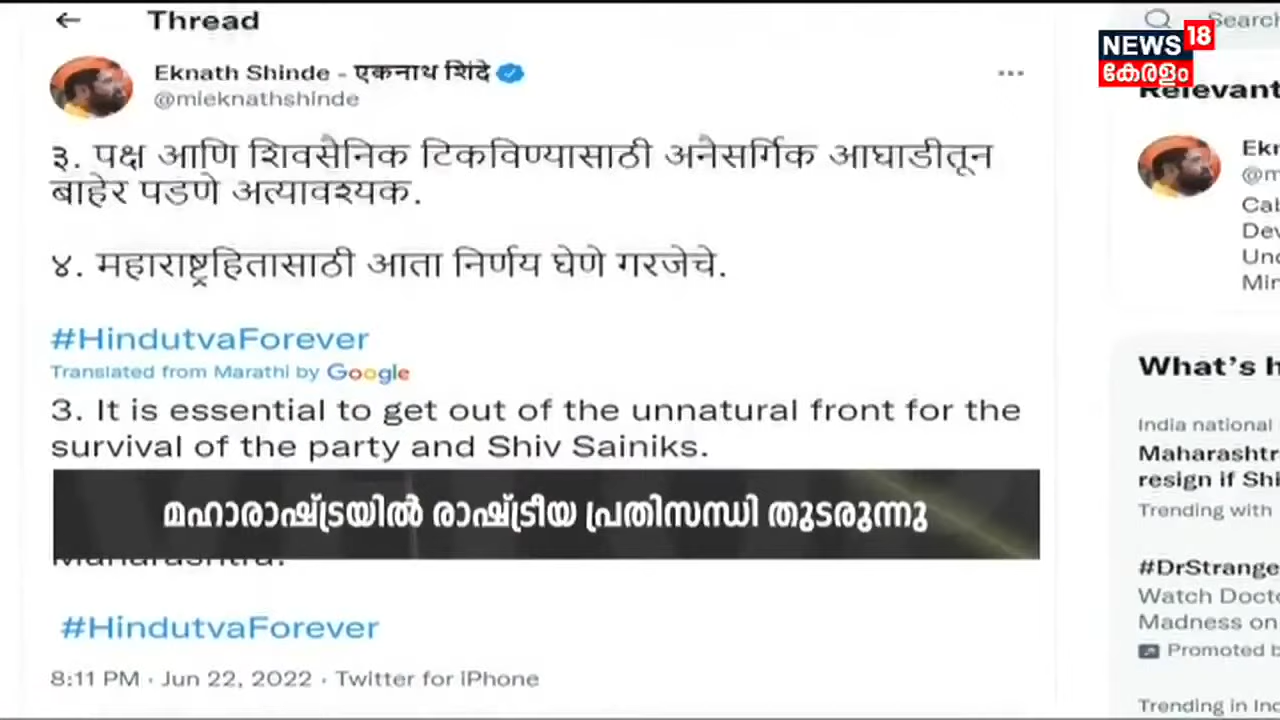 Thread
Search
NEWS 18
കേരളം
Eknath Shinde - एकनाथ शिंदे
@mieknathshinde
३. पक्ष आणि शिवसैनिक टिकविण्यासाठी अनैसर्गिक आघाडीतून
बाहेर पडणे अत्यावश्यक.
४. महाराष्ट्रहितासाठी आता निर्णय घेणे गरजेचे.
#HindutvaForever
Translated from Marathi by Google
3. It is essential to get out of the unnatural front for the
survival of the party and Shiv Sainiks.
മഹാരാഷ്ട്രയിൽ രാഷ്ട്രീയ പ്രതിസന്ധി തുടരുന്നു
Maharashtra.
#HindutvaForever
8:11 PM · Jun 22, 2022 · Twitter for iPhone
Relevant
@m
What's h
India national
Maharashtr
resign if Shi
Trending with
#DrStrange
Watch Docto
Madness on
Promoted b
Trending in Ind